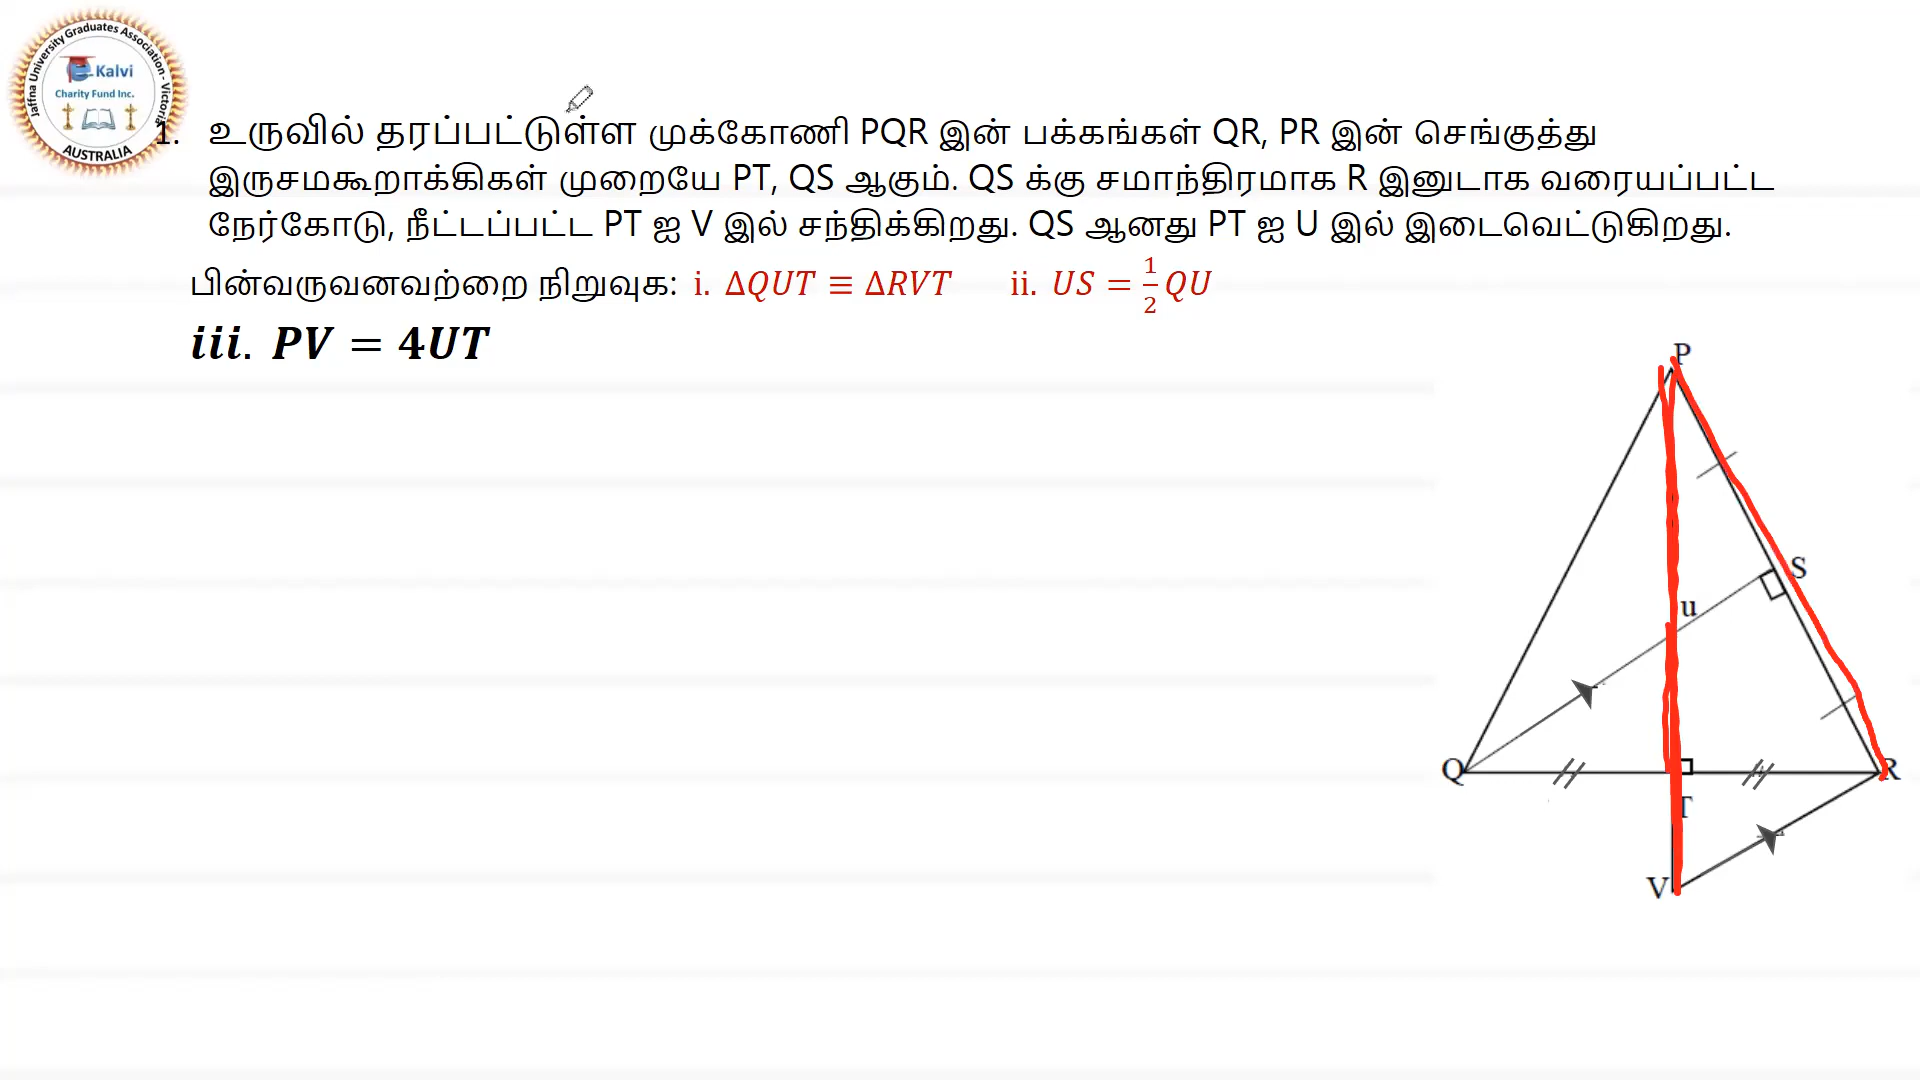 Jaffna University Graduates Association - Victoria
eKalvi
Charity Fund Inc.
AUSTRALIA
1. உருவில் தரப்பட்டுள்ள முக்கோணி PQR இன் பக்கங்கள் QR, PR இன் செங்குத்து
இருசமகூறாக்கிகள் முறையே PT, QS ஆகும். QS க்கு சமாந்திரமாக R இனுடாக வரையப்பட்ட
நேர்கோடு, நீட்டப்பட்ட PT ஐ V இல் சந்திக்கிறது. QS ஆனது PT ஐ U இல் இடைவெட்டுகிறது.
பின்வருவனவற்றை நிறுவுக: i. ΔQUT ≡ ΔRVT ii. US = 1/2 QU
iii. PV = 4UT
P
S
u
Q
R
T
V